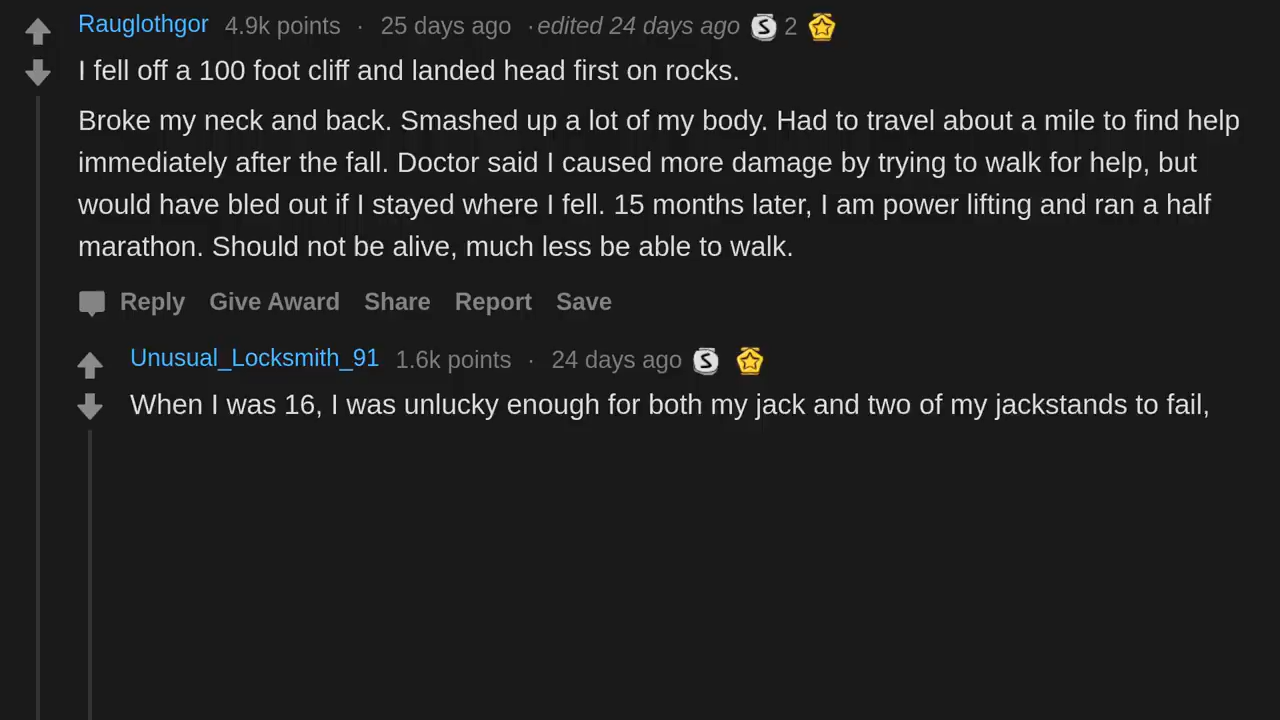 Rauglothgor 4.9k points · 25 days ago · edited 24 days ago S 2
I fell off a 100 foot cliff and landed head first on rocks.
Broke my neck and back. Smashed up a lot of my body. Had to travel about a mile to find help
immediately after the fall. Doctor said I caused more damage by trying to walk for help, but
would have bled out if I stayed where I fell. 15 months later, I am power lifting and ran a half
marathon. Should not be alive, much less be able to walk.
Reply Give Award Share Report Save
Unusual_Locksmith_91 1.6k points · 24 days ago S
When I was 16, I was unlucky enough for both my jack and two of my jackstands to fail,